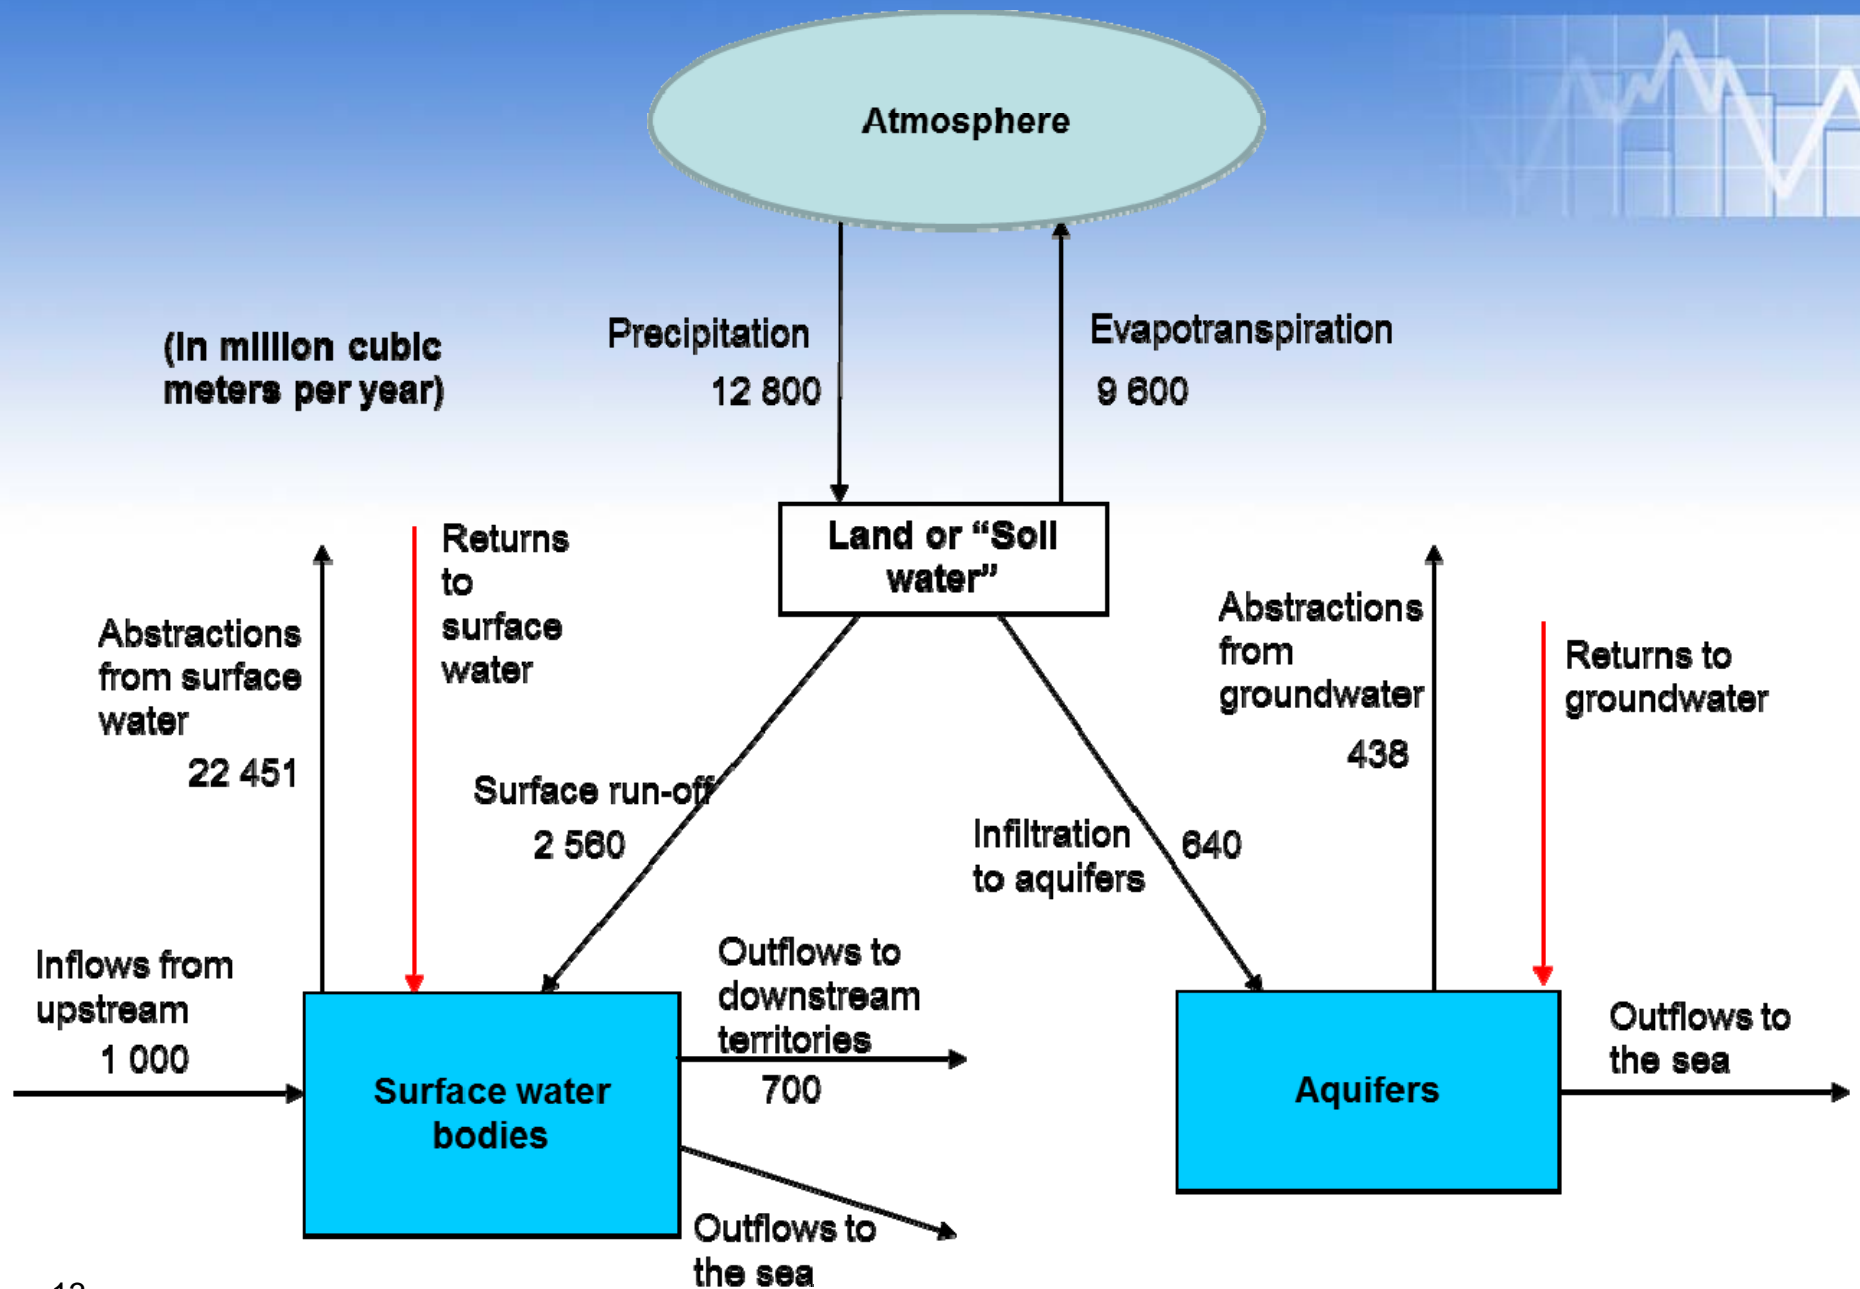 Atmosphere
(In million cubic
meters per year)
Precipitation
12 800
Evapotranspiration
9 600
Land or “Soil
water”
Returns
to
surface
water
Abstractions
from surface
water
22 451
Surface run-off
2 560
Infiltration
to aquifers
640
Abstractions
from
groundwater
438
Returns to
groundwater
Inflows from
upstream
1 000
Surface water
bodies
Outflows to
downstream
territories
700
Outflows to
the sea
Aquifers
Outflows to
the sea